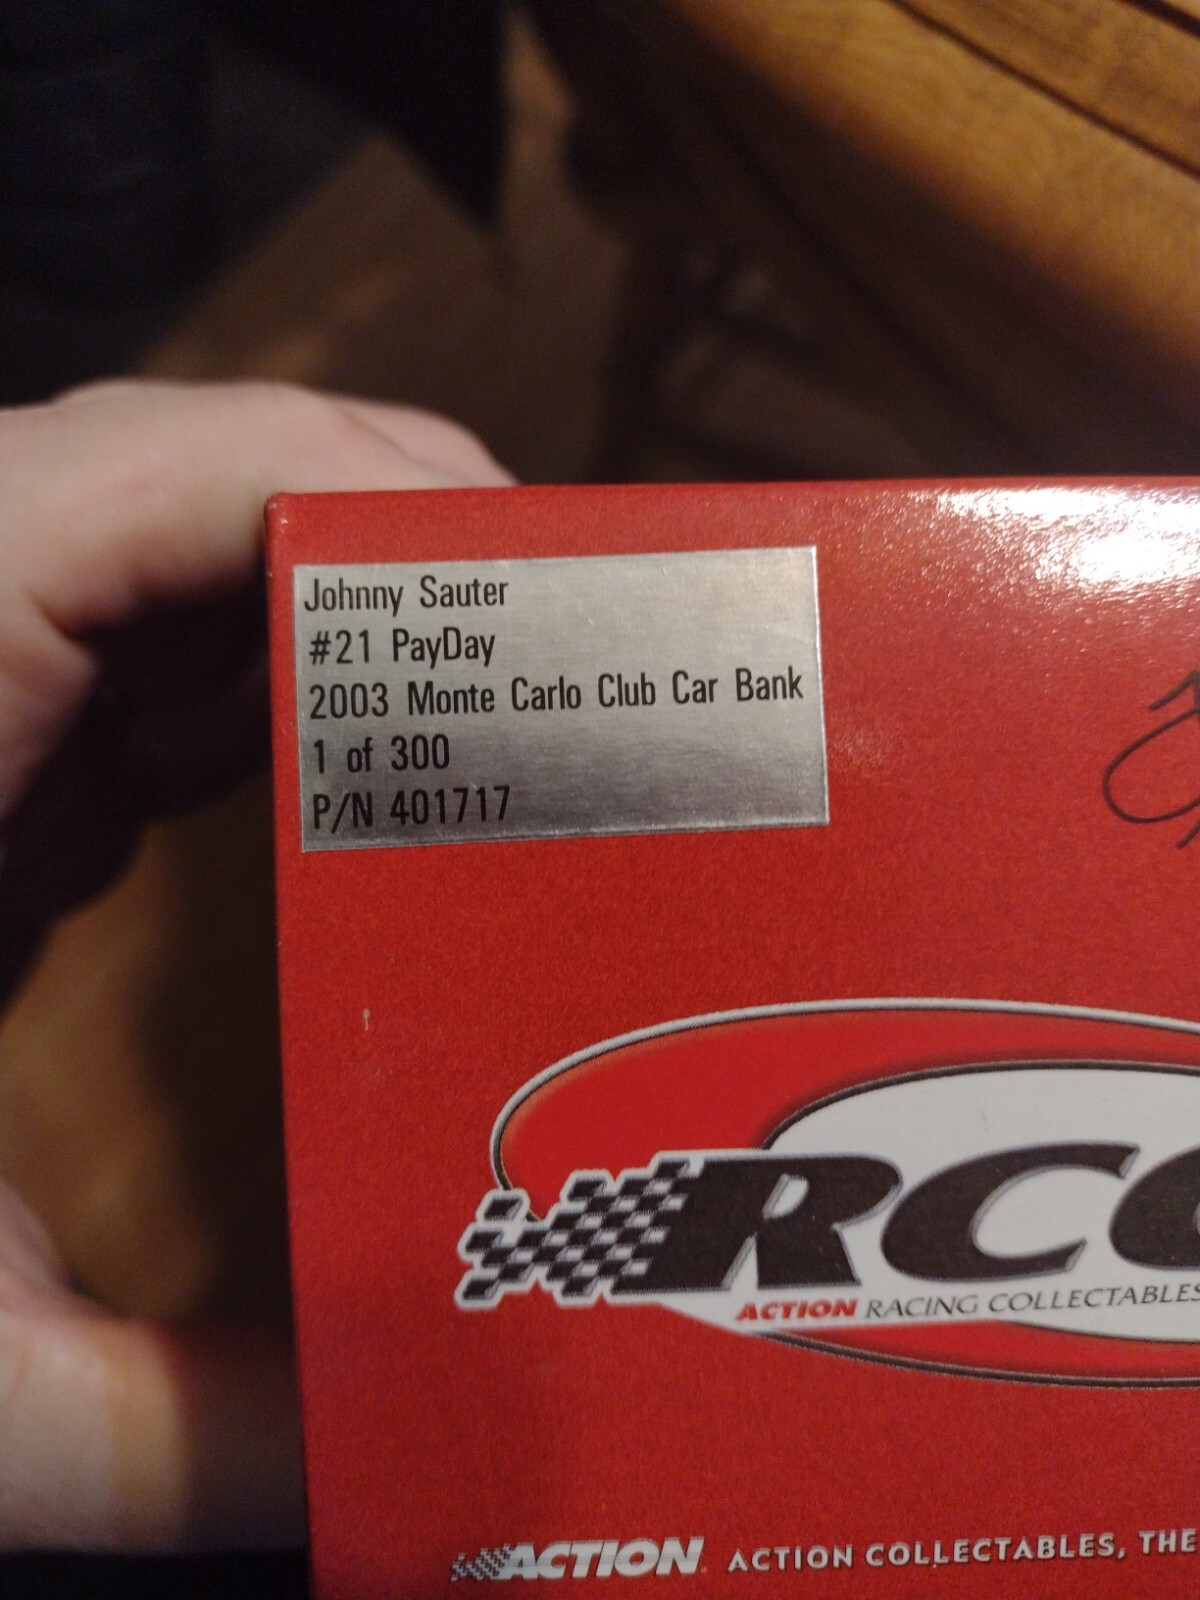 Johnny Sauter
#21 PayDay
2003 Monte Carlo Club Car Bank
1 of 300
P/N 401717
RCC
ACTION RACING COLLECTABLES
ACTION ACTION COLLECTABLES, THE